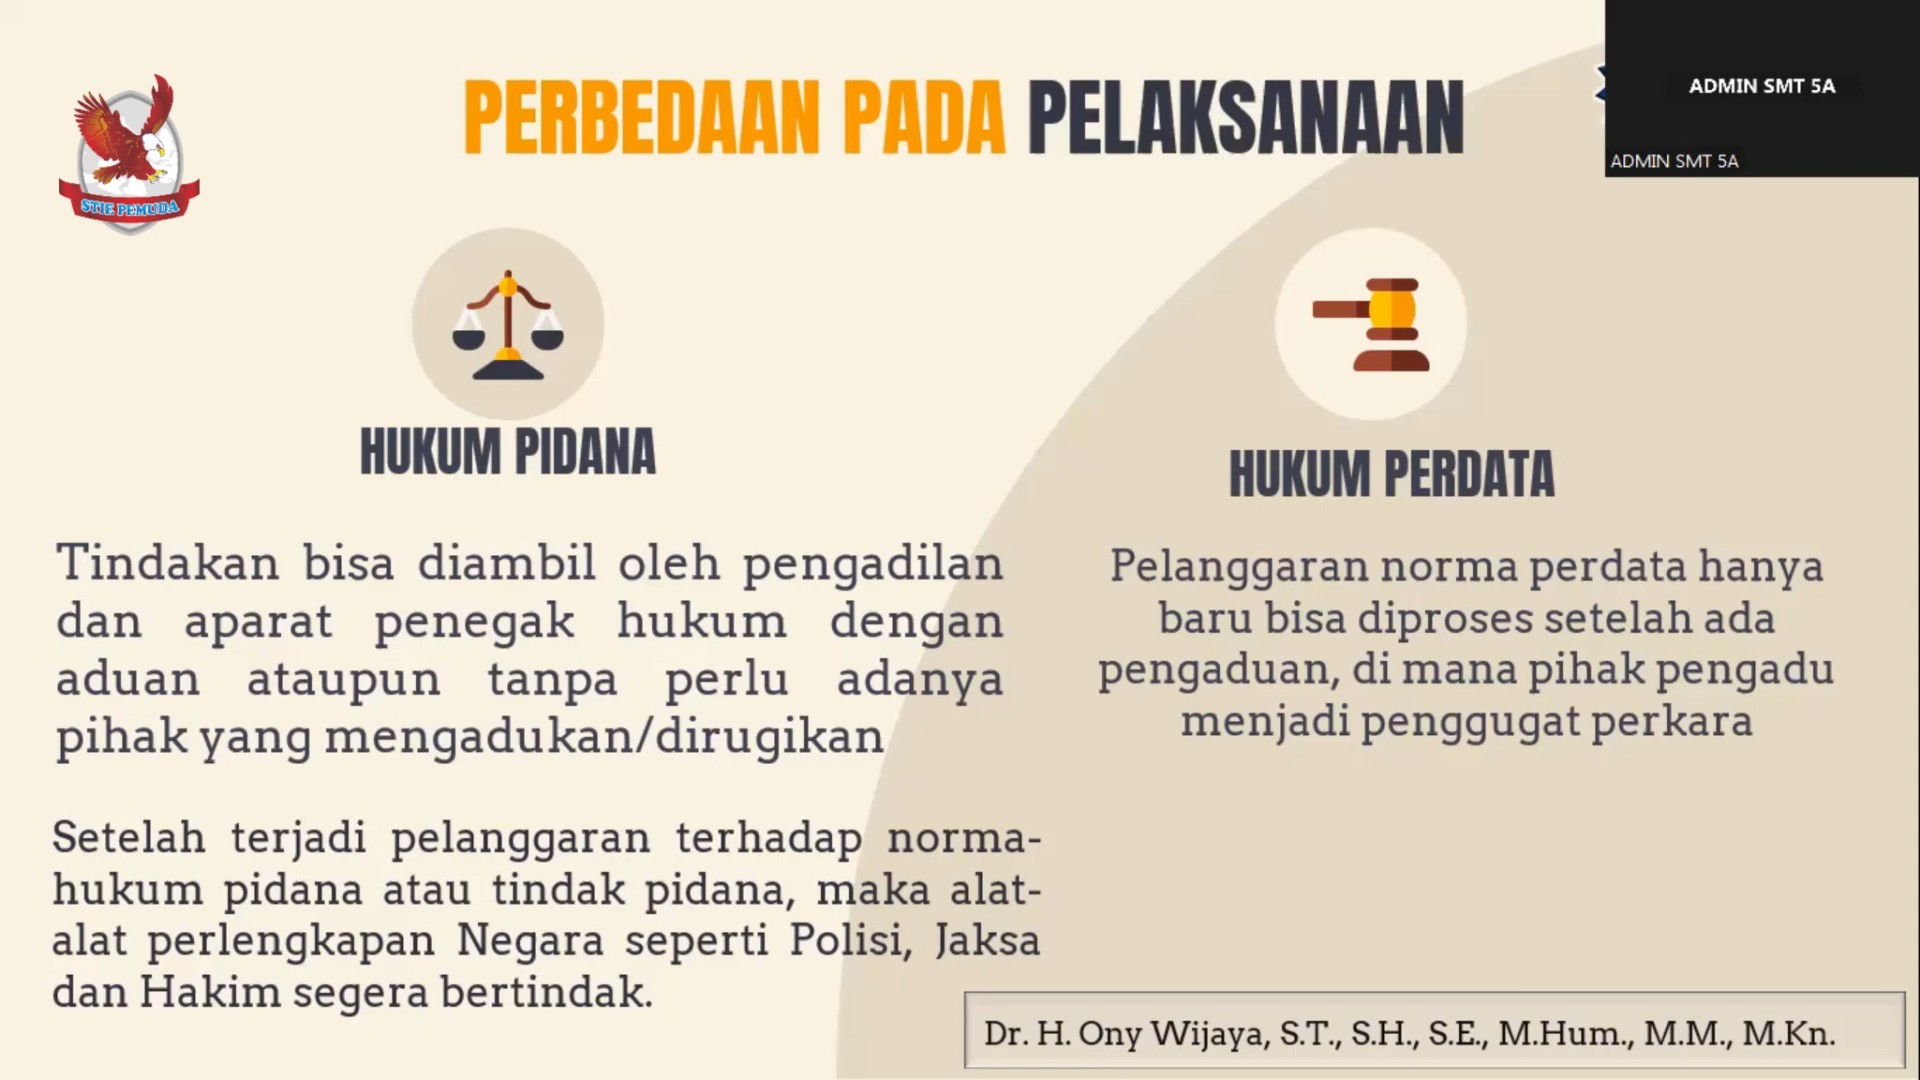 PERBEDAAN PADA PELAKSANAAN
ADMIN SMT 5A
ADMIN SMT 5A
STIE PEMUDA
HUKUM PIDANA
Tindakan bisa diambil oleh pengadilan
dan aparat penegak hukum dengan
aduan ataupun tanpa perlu adanya
pihak yang mengadukan/dirugikan
Setelah terjadi pelanggaran terhadap norma-
hukum pidana atau tindak pidana, maka alat-
alat perlengkapan Negara seperti Polisi, Jaksa
dan Hakim segera bertindak.
HUKUM PERDATA
Pelanggaran norma perdata hanya
baru bisa diproses setelah ada
pengaduan, di mana pihak pengadu
menjadi penggugat perkara
Dr. H. Ony Wijaya, S.T., S.H., S.E., M.Hum., M.M., M.Kn.